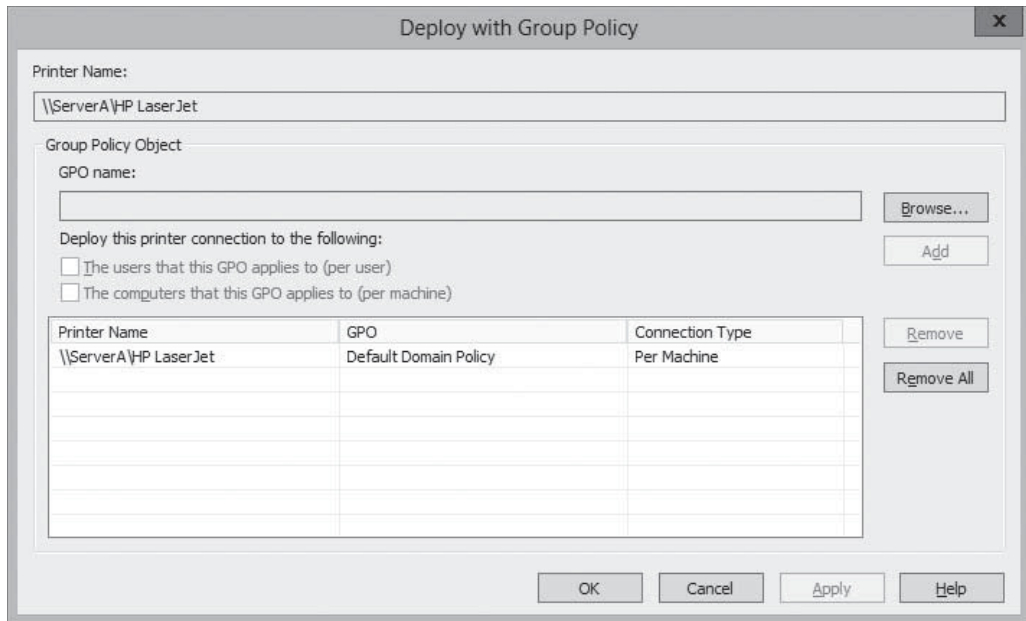 Deploy with Group Policy
x
Printer Name:
\\ServerA\HP LaserJet
Group Policy Object
GPO name:
Browse...
Deploy this printer connection to the following:
Add
The users that this GPO applies to (per user)
The computers that this GPO applies to (per machine)
Printer Name GPO Connection Type
Remove
\\ServerA\HP LaserJet Default Domain Policy Per Machine
Remove All
OK Cancel Apply Help